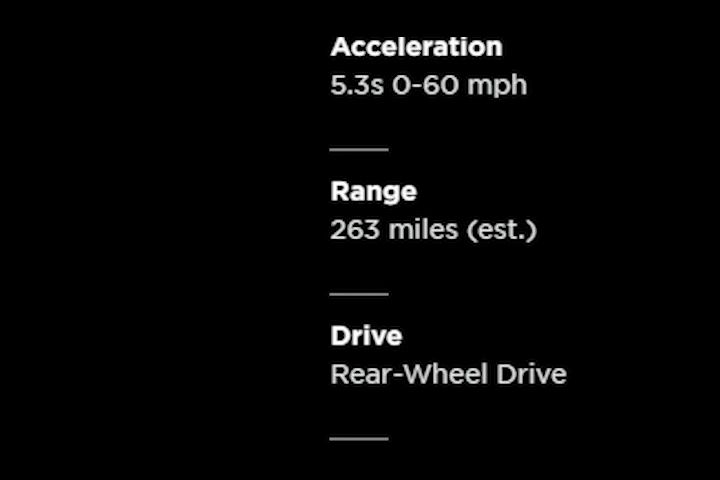 Acceleration
5.3s 0-60 mph
Range
263 miles (est.)
Drive
Rear-Wheel Drive